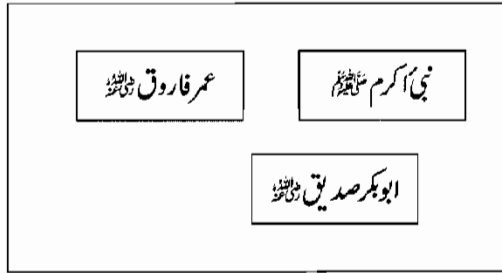 نبیٔ اکرم ﷺ
عمر فاروق رضی اللہ عنہ
ابوبکر صدیق رضی اللہ عنہ